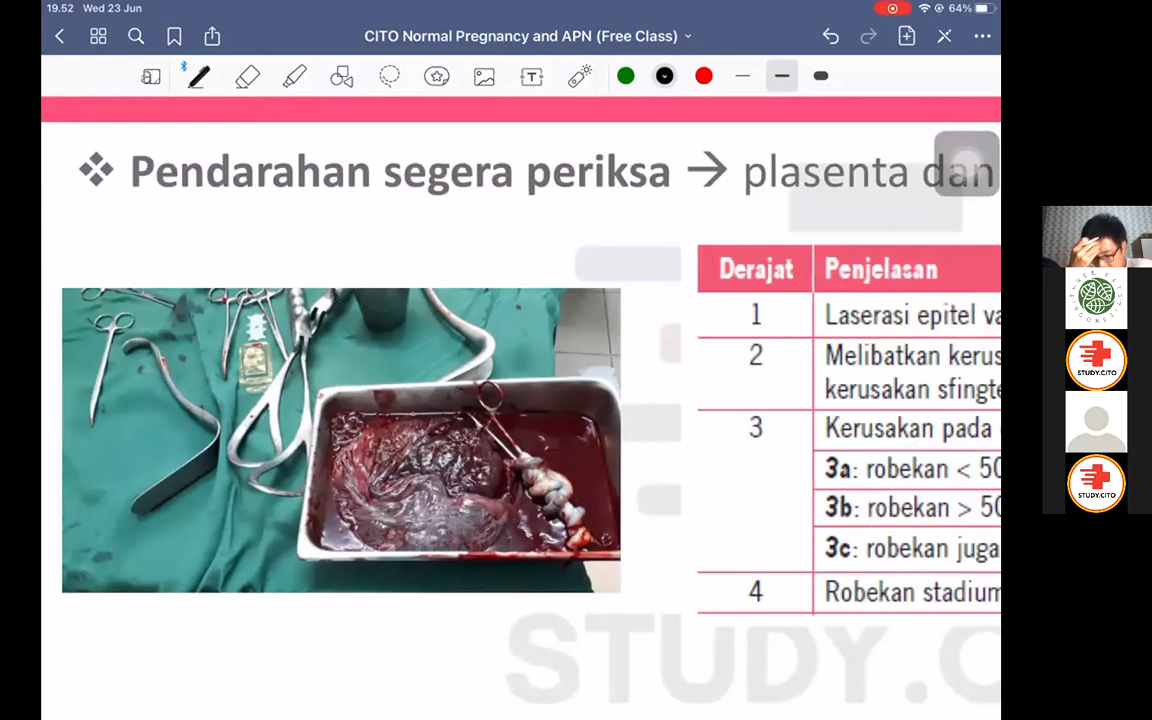 19.52 Wed 23 Jun
64%
CITO Normal Pregnancy and APN (Free Class)
T
❖ Pendarahan segera periksa → plasenta dan
Derajat Penjelasan
1 Laserasi epitel va
2 Melibatkan kerus
kerusakan sfingte
3 Kerusakan pada
3a: robekan < 50
3b: robekan > 50
3c: robekan juga
4 Robekan stadium
STUDY.C
STUDY.CITO
STUDY.CITO